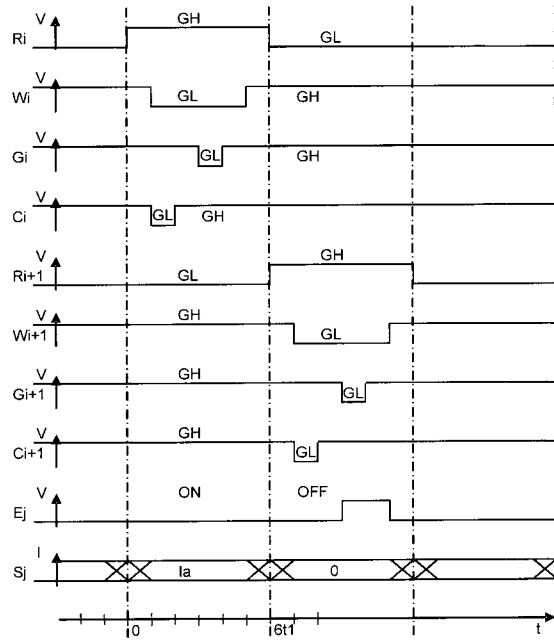 V GH
Ri GL
V GL GH
Wi
V GL GH
Gi
V GL GH
Ci
V GH
Ri+1 GL
V GH
Wi+1 GL
V GH
Gi+1 GL
V GH
Ci+1 GL
V ON OFF
Ej
I
Sj Ia 0
0 6t1 t